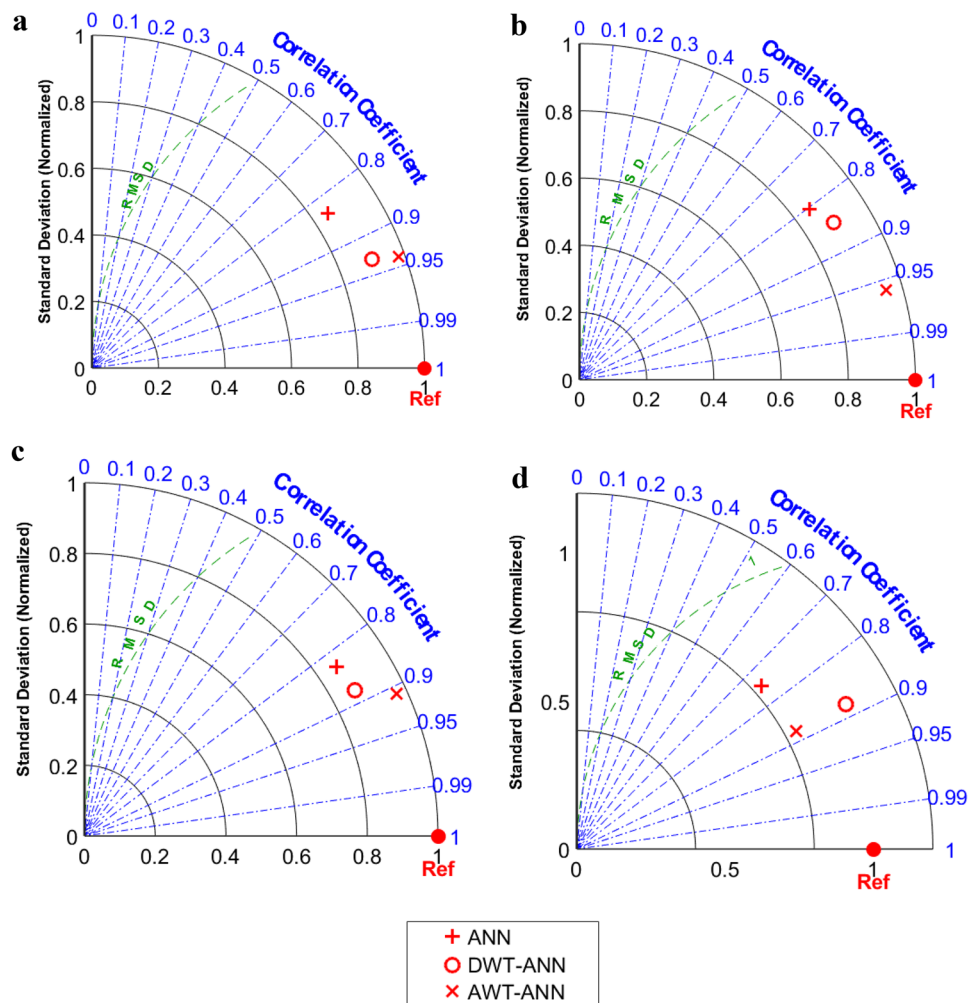 a
Correlation Coefficient
Standard Deviation (Normalized)
0 0.1 0.2 0.3 0.4 0.5 0.6 0.7 0.8 0.9 0.95 0.99 1
1
0.8
0.6
0.4
0.2
0
RMSD
0 0.2 0.4 0.6 0.8 1
Ref
b
Correlation Coefficient
Standard Deviation (Normalized)
0 0.1 0.2 0.3 0.4 0.5 0.6 0.7 0.8 0.9 0.95 0.99 1
1
0.8
0.6
0.4
0.2
0
RMSD
0 0.2 0.4 0.6 0.8 1
Ref
c
Correlation Coefficient
Standard Deviation (Normalized)
0 0.1 0.2 0.3 0.4 0.5 0.6 0.7 0.8 0.9 0.95 0.99 1
1
0.8
0.6
0.4
0.2
0
RMSD
0 0.2 0.4 0.6 0.8 1
Ref
d
Correlation Coefficient
Standard Deviation (Normalized)
0 0.1 0.2 0.3 0.4 0.5 0.6 0.7 0.8 0.9 0.95 0.99 1
1
0.5
0
RMSD
1
0 0.5 1
Ref
ANN
DWT-ANN
AWT-ANN